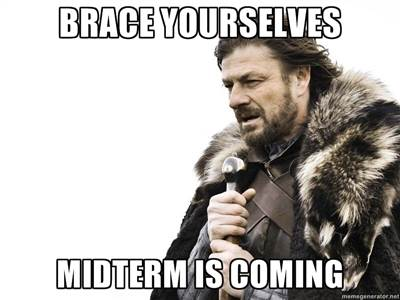 BRACE YOURSELVES
MIDTERM IS COMING
memegenerator.net